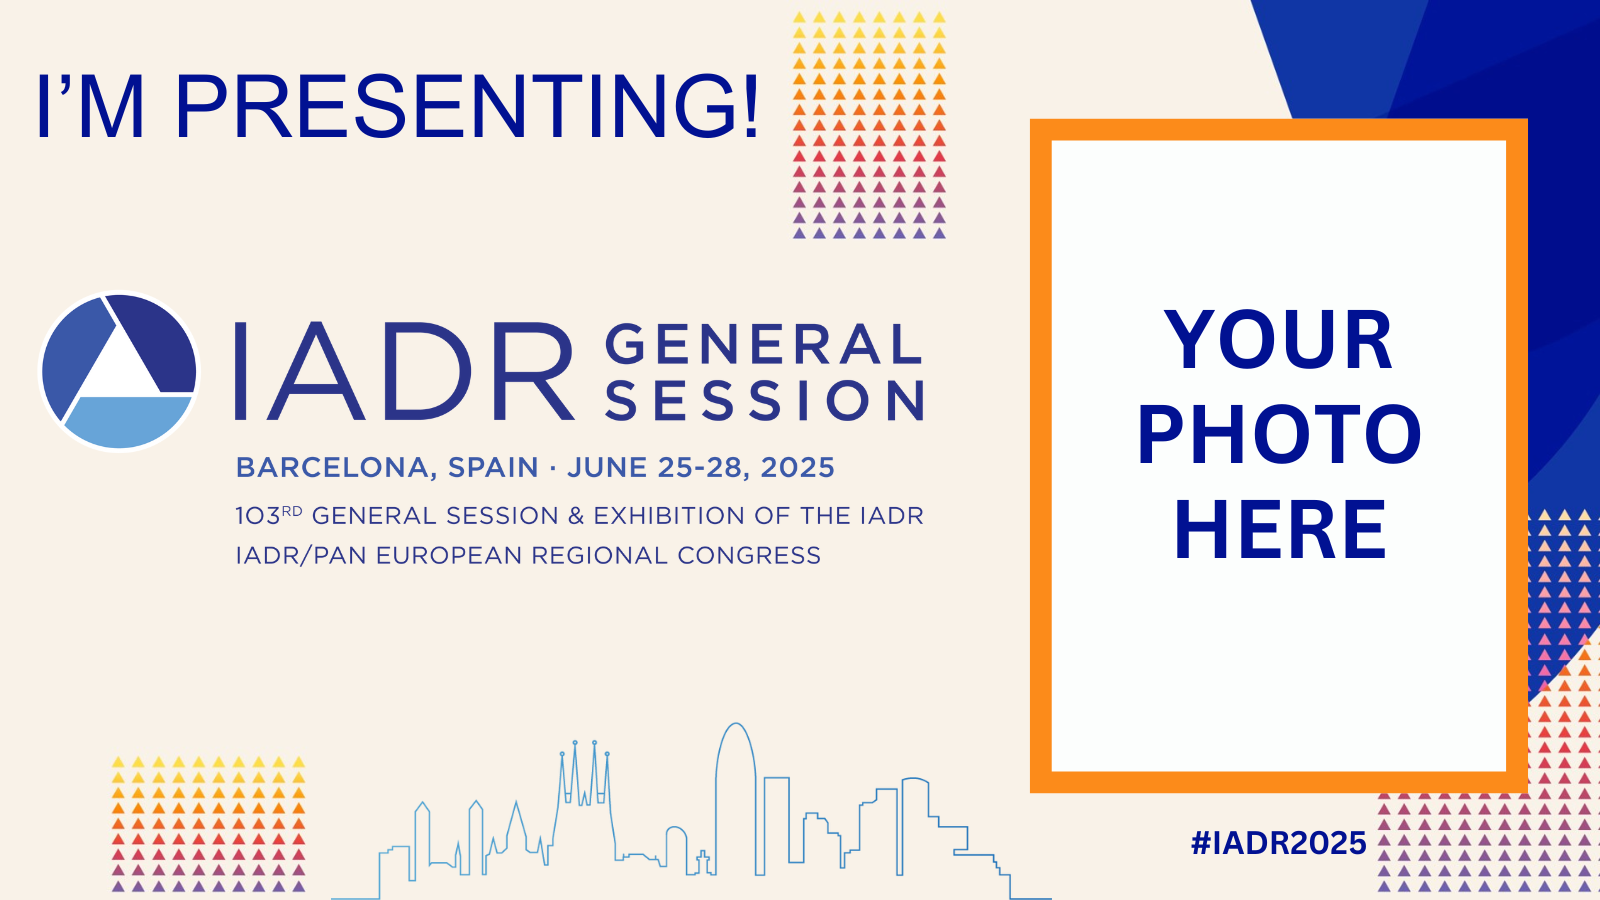 I’M PRESENTING!
IADR GENERAL
SESSION
BARCELONA, SPAIN · JUNE 25-28, 2025
103RD GENERAL SESSION & EXHIBITION OF THE IADR
IADR/PAN EUROPEAN REGIONAL CONGRESS
YOUR
PHOTO
HERE
#IADR2025